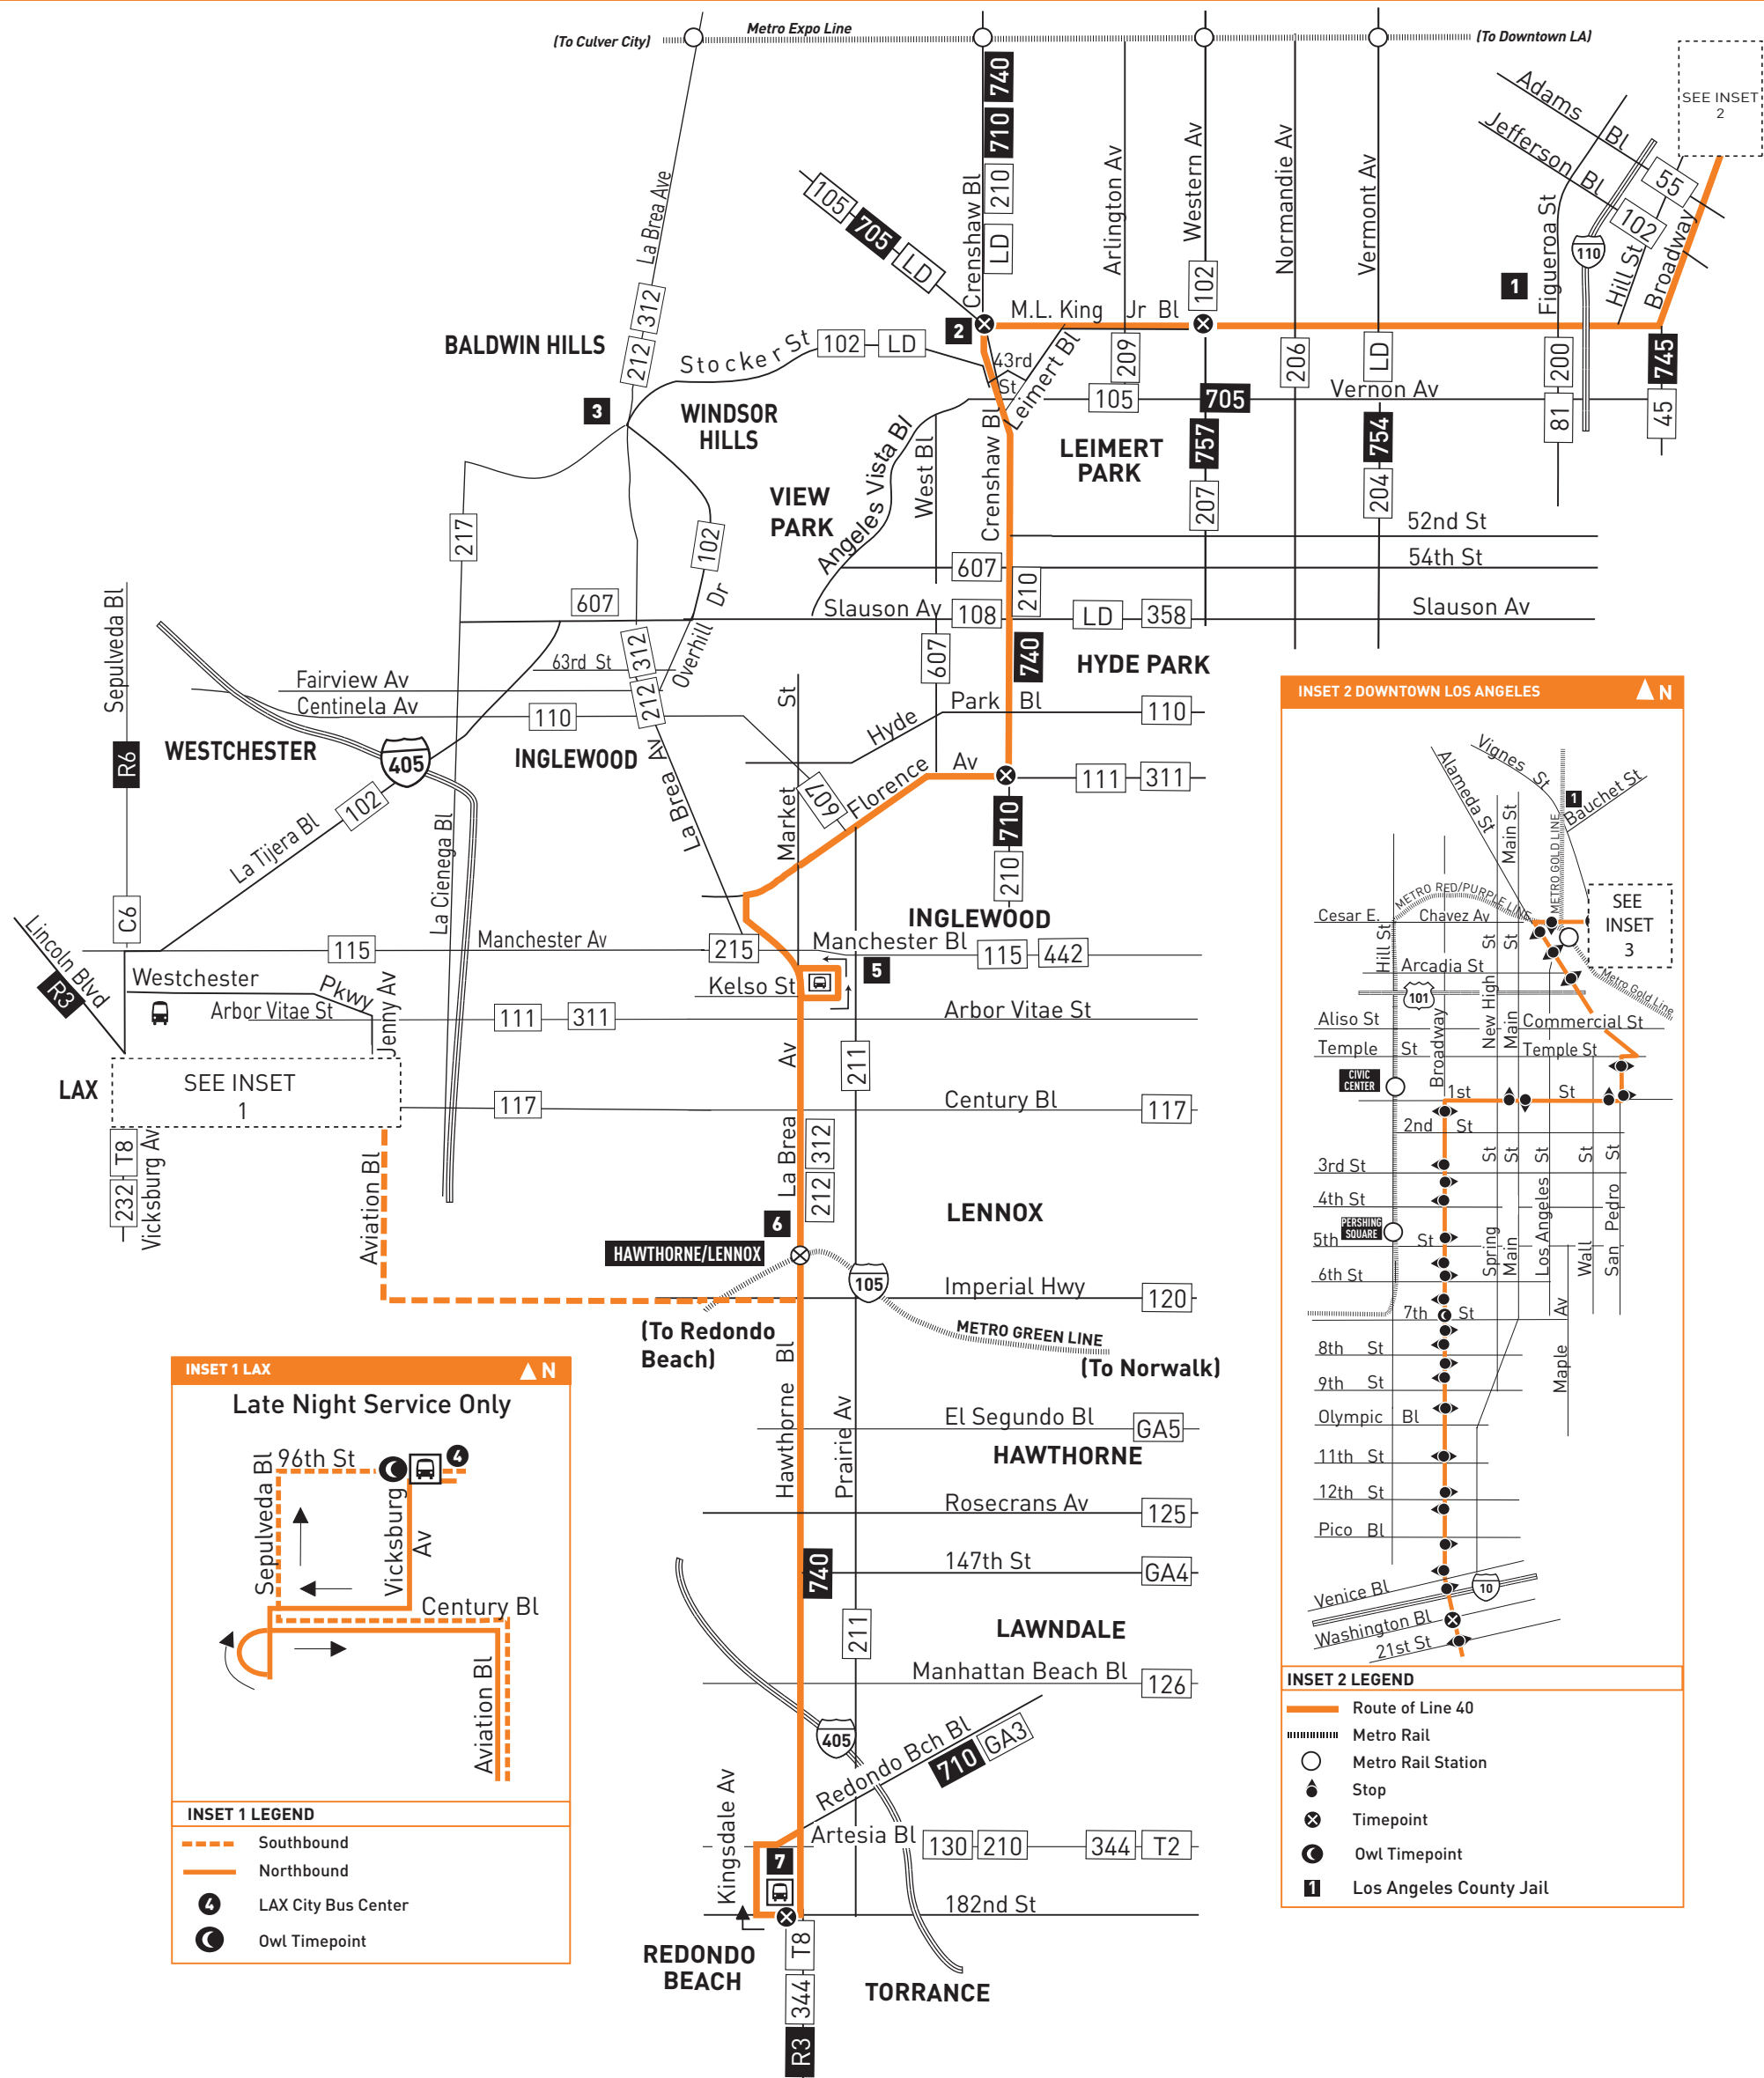 (To Culver City)
Metro Expo Line
(To Downtown LA)
SEE INSET
2
Adams Bl
Jefferson Bl
55
102
110
Figueroa St
Hill St
Broadway
1
La Brea Ave
740
710
210
LD
Crenshaw Bl
Arlington Av
Western Av
Normandie Av
Vermont Av
105
705
LD
102
2
M.L. King Jr Bl
312
212
BALDWIN HILLS
Stocker St
102
LD
43rd
St
Leimert Bl
209
206
LD
200
745
3
WINDSOR
HILLS
105
705
Vernon Av
81
45
Angeles Vista Bl
West Bl
Crenshaw Bl
LEIMERT
PARK
757
754
VIEW
PARK
207
204
217
102
52nd St
54th St
607
210
607
Slauson Av
108
LD
358
Slauson Av
Sepulveda Bl
Overhill Dr
312
63rd St
607
740
HYDE PARK
Fairview Av
212
Centinela Av
110
Market St
Hyde Park Bl
110
WESTCHESTER
405
INGLEWOOD
R6
La Brea Av
607
Florence Av
111
311
102
La Tijera Bl
La Cienega Bl
710
210
C6
INGLEWOOD
Lincoln Blvd
R3
115
Manchester Av
215
Manchester Bl
115
442
5
Westchester Pkwy
Kelso St
Arbor Vitae St
Jenny Av
111
311
Arbor Vitae St
Av
211
LAX
SEE INSET
1
117
Century Bl
117
T8
232
Vicksburg Av
Aviation Bl
La Brea
312
212
6
LENNOX
HAWTHORNE/LENNOX
105
Imperial Hwy
120
(To Redondo
Beach)
METRO GREEN LINE
(To Norwalk)
Hawthorne Bl
Prairie Av
El Segundo Bl
GA5
HAWTHORNE
Rosecrans Av
125
740
147th St
GA4
211
LAWNDALE
Manhattan Beach Bl
126
405
Redondo Bch Bl
710
GA3
Kingsdale Av
Artesia Bl
130
210
344
T2
7
182nd St
REDONDO
BEACH
T8
344
R3
TORRANCE
INSET 1 LAX
N
Late Night Service Only
96th St
4
Sepulveda Bl
Vicksburg Av
Century Bl
Aviation Bl
INSET 1 LEGEND
Southbound
Northbound
4
LAX City Bus Center
Owl Timepoint
INSET 2 DOWNTOWN LOS ANGELES
N
Vignes St
Alameda St
1
Bauchet St
Main St
METRO GOLD LINE
METRO RED/PURPLE LINE
Cesar E. Chavez Av
SEE
INSET
3
Hill St
Arcadia St
Metro Gold Line
101
New High St
Main St
Aliso St
Commercial St
Broadway
Temple St
Temple St
CIVIC
CENTER
1st St
2nd St
3rd St
4th St
PERSHING
SQUARE
5th St
6th St
Spring St
Main St
Los Angeles St
Wall St
San Pedro St
7th St
8th St
Maple Av
9th St
Olympic Bl
11th St
12th St
Pico Bl
Venice Bl
10
Washington Bl
21st St
INSET 2 LEGEND
Route of Line 40
Metro Rail
Metro Rail Station
Stop
Timepoint
Owl Timepoint
1
Los Angeles County Jail